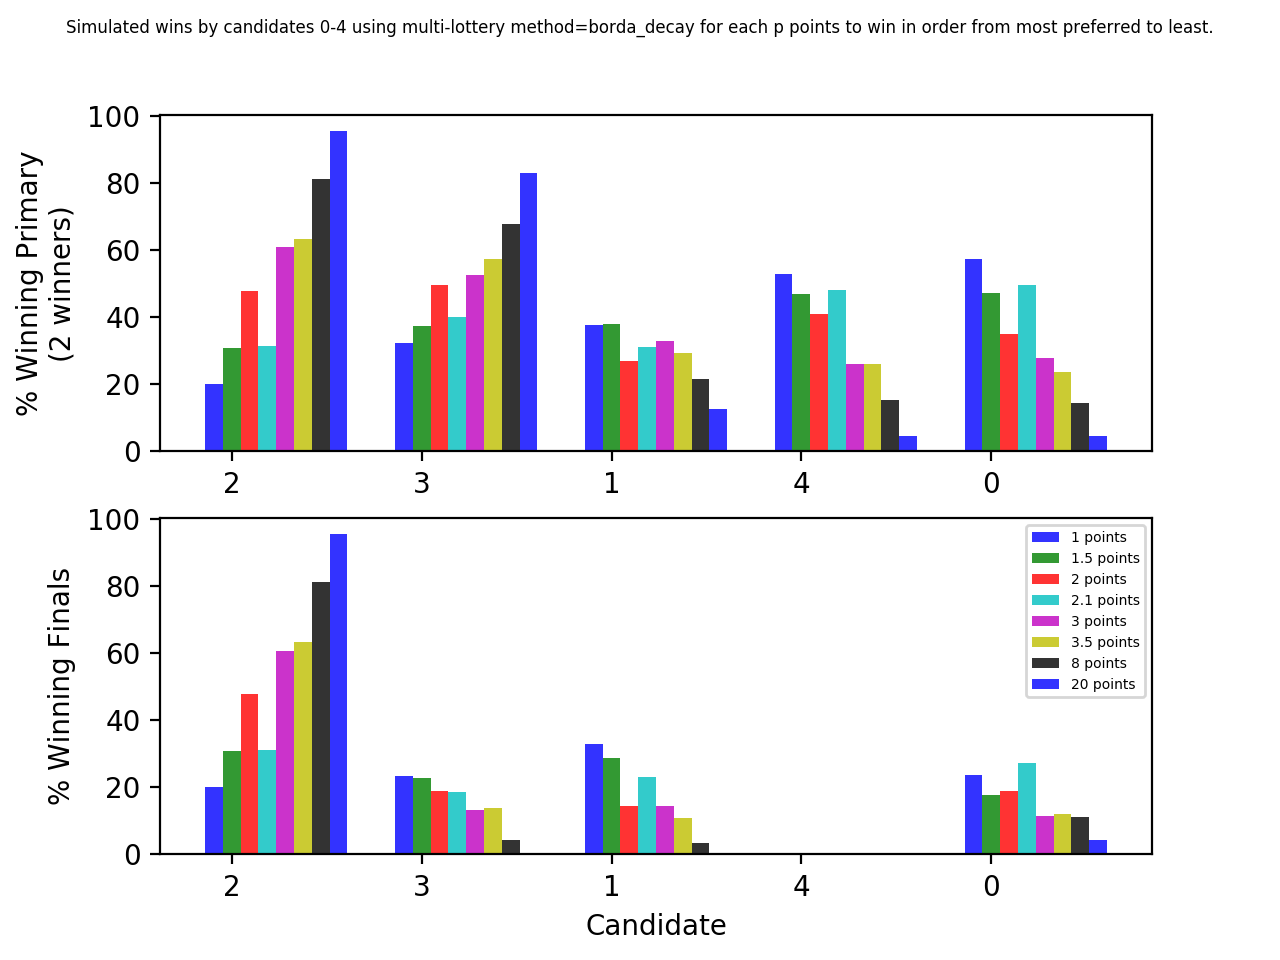 Simulated wins by candidates 0-4 using multi-lottery method=borda_decay for each p points to win in order from most preferred to least.
% Winning Primary
(2 winners)
100
80
60
40
20
0
2 3 1 4 0
% Winning Finals
100
80
60
40
20
0
1 points
1.5 points
2 points
2.1 points
3 points
3.5 points
8 points
20 points
2 3 1 4 0
Candidate